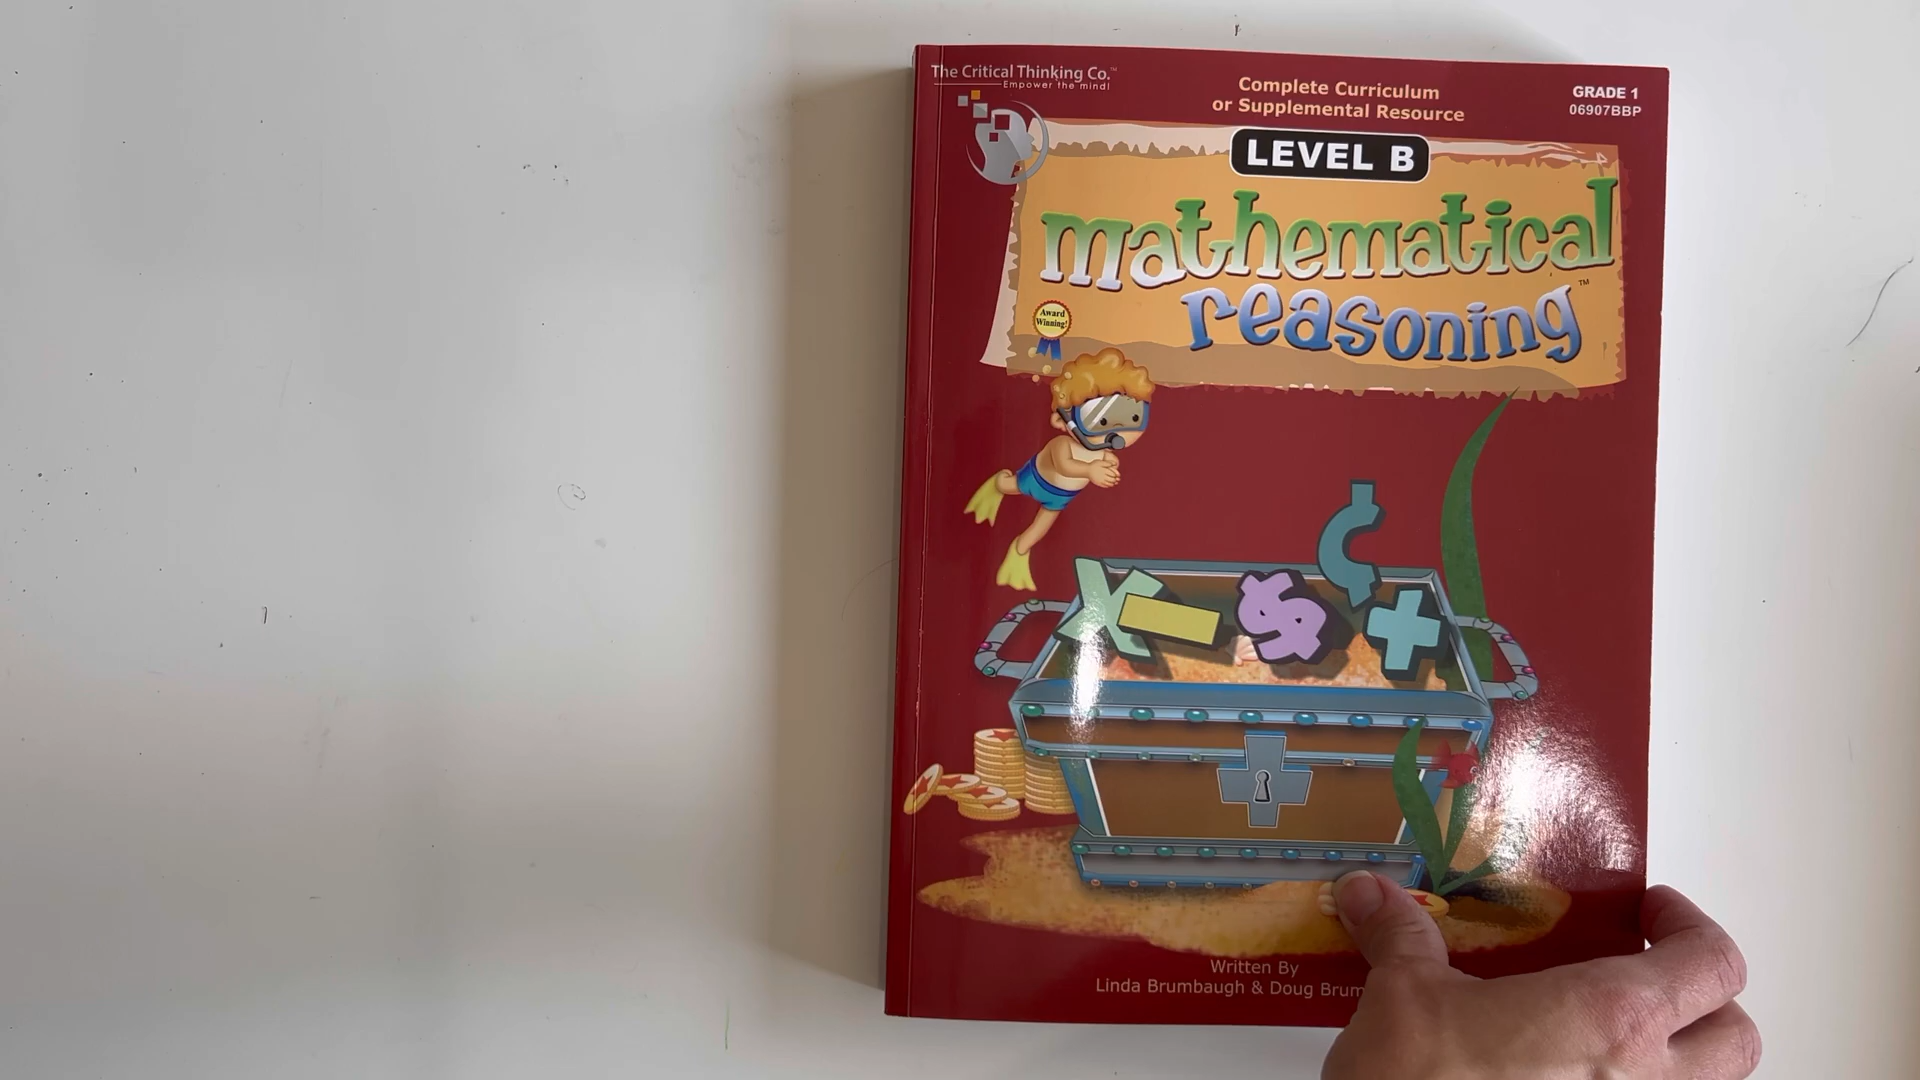 The Critical Thinking Co.™
Empower the mind!
Complete Curriculum
or Supplemental Resource
GRADE 1
06907BBP
LEVEL B
mathematical
reasoning™
Award
Winning!
Written By
Linda Brumbaugh & Doug